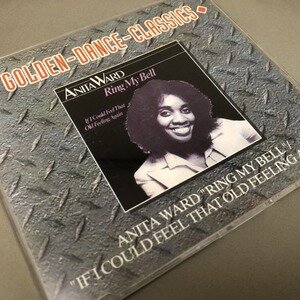 GOLDEN-DANCE-CLASSICS
ANITA WARD
Ring My Bell
If I Could Feel That
Old Feeling Again
ANITA WARD "RING MY BELL" /
"IF I COULD FEEL THAT OLD FEELING A